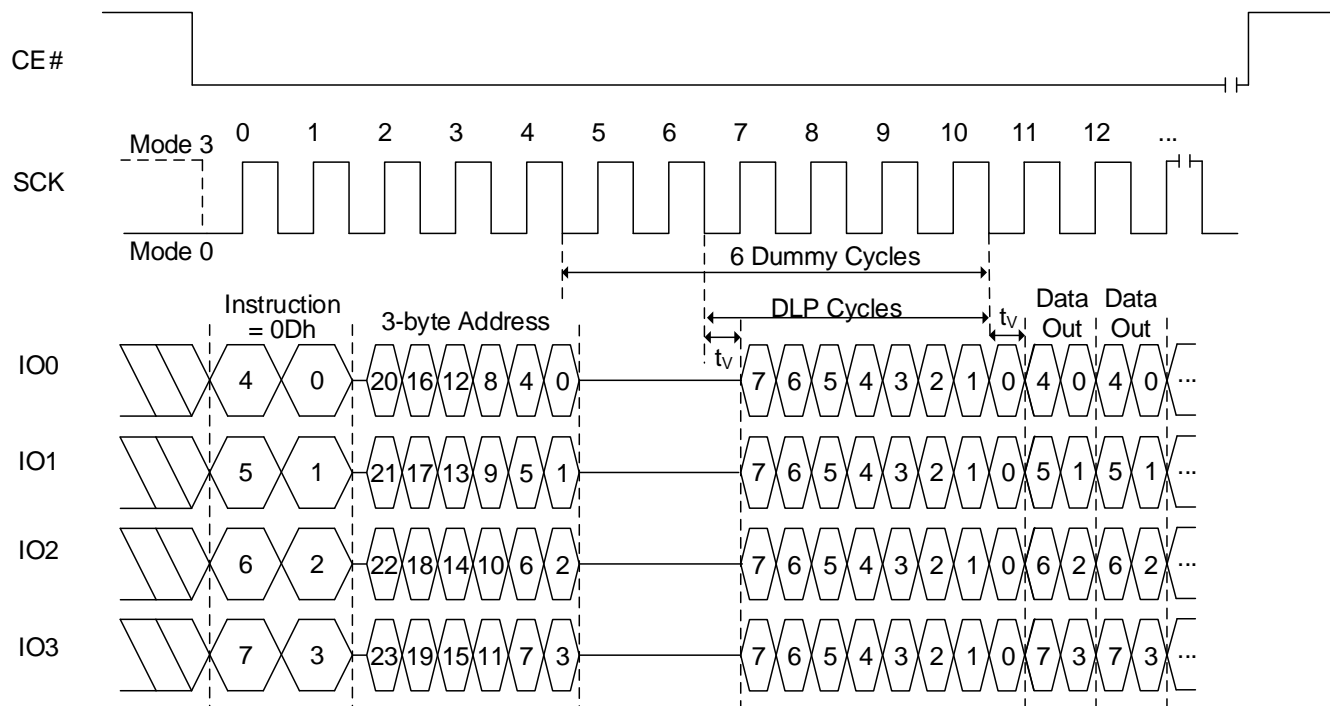 CE#
0 1 2 3 4 5 6 7 8 9 10 11 12 ...
Mode 3
SCK
Mode 0
6 Dummy Cycles
Instruction = 0Dh
3-byte Address
DLP Cycles
tV
tV
Data Out
Data Out
IO0 4 0 20 16 12 8 4 0 7 6 5 4 3 2 1 0 4 0 4 0 ...
IO1 5 1 21 17 13 9 5 1 7 6 5 4 3 2 1 0 5 1 5 1 ...
IO2 6 2 22 18 14 10 6 2 7 6 5 4 3 2 1 0 6 2 6 2 ...
IO3 7 3 23 19 15 11 7 3 7 6 5 4 3 2 1 0 7 3 7 3 ...